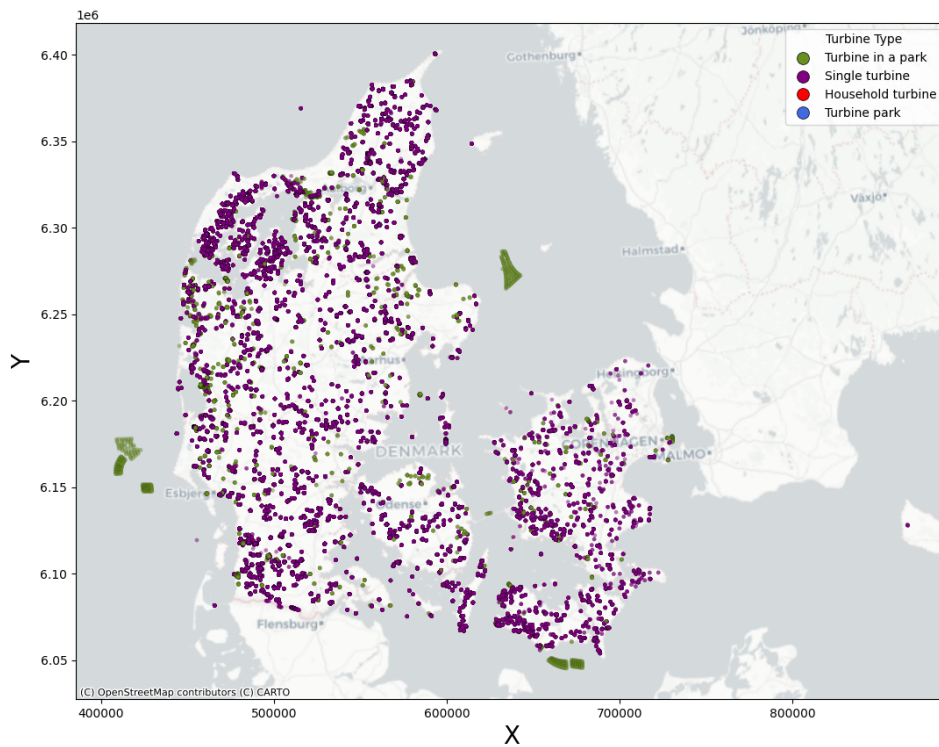 1e6
6.40
6.35
6.30
6.25
6.20
6.15
6.10
6.05
Y
400000
500000
600000
700000
800000
X
Turbine Type
Turbine in a park
Single turbine
Household turbine
Turbine park
Jönköping
Gothenburg
Växjö
Halmstad
Helsingborg
DENMARK
COPENHAGEN
MALMO
Esbjerg
Odense
Flensburg
(C) OpenStreetMap contributors (C) CARTO